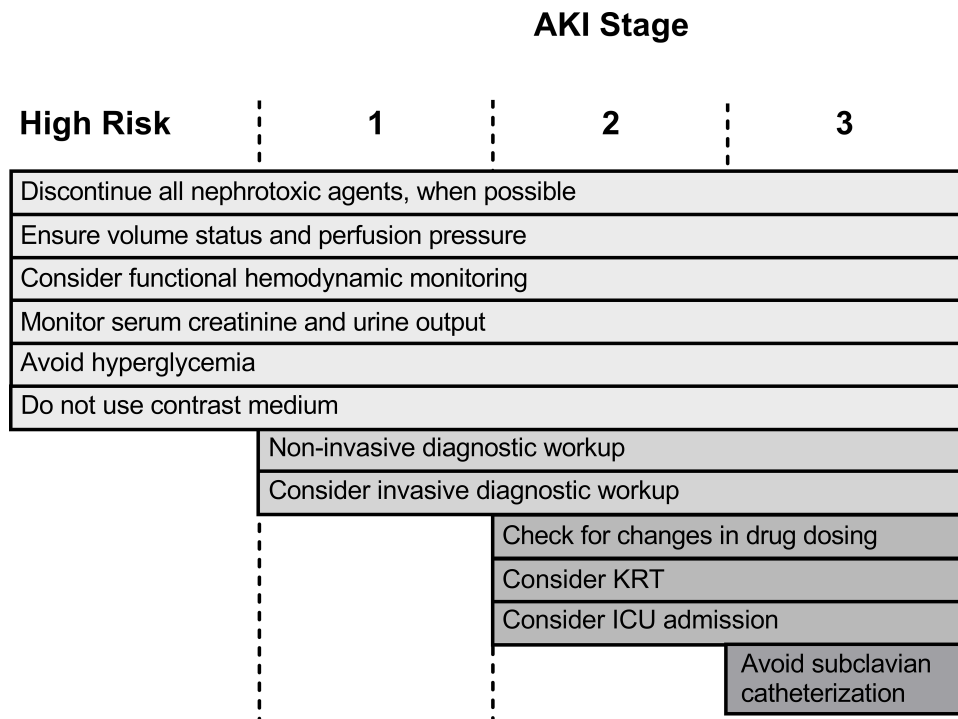 AKI Stage
High Risk 1 2 3
Discontinue all nephrotoxic agents, when possible
Ensure volume status and perfusion pressure
Consider functional hemodynamic monitoring
Monitor serum creatinine and urine output
Avoid hyperglycemia
Do not use contrast medium
Non-invasive diagnostic workup
Consider invasive diagnostic workup
Check for changes in drug dosing
Consider KRT
Consider ICU admission
Avoid subclavian
catheterization